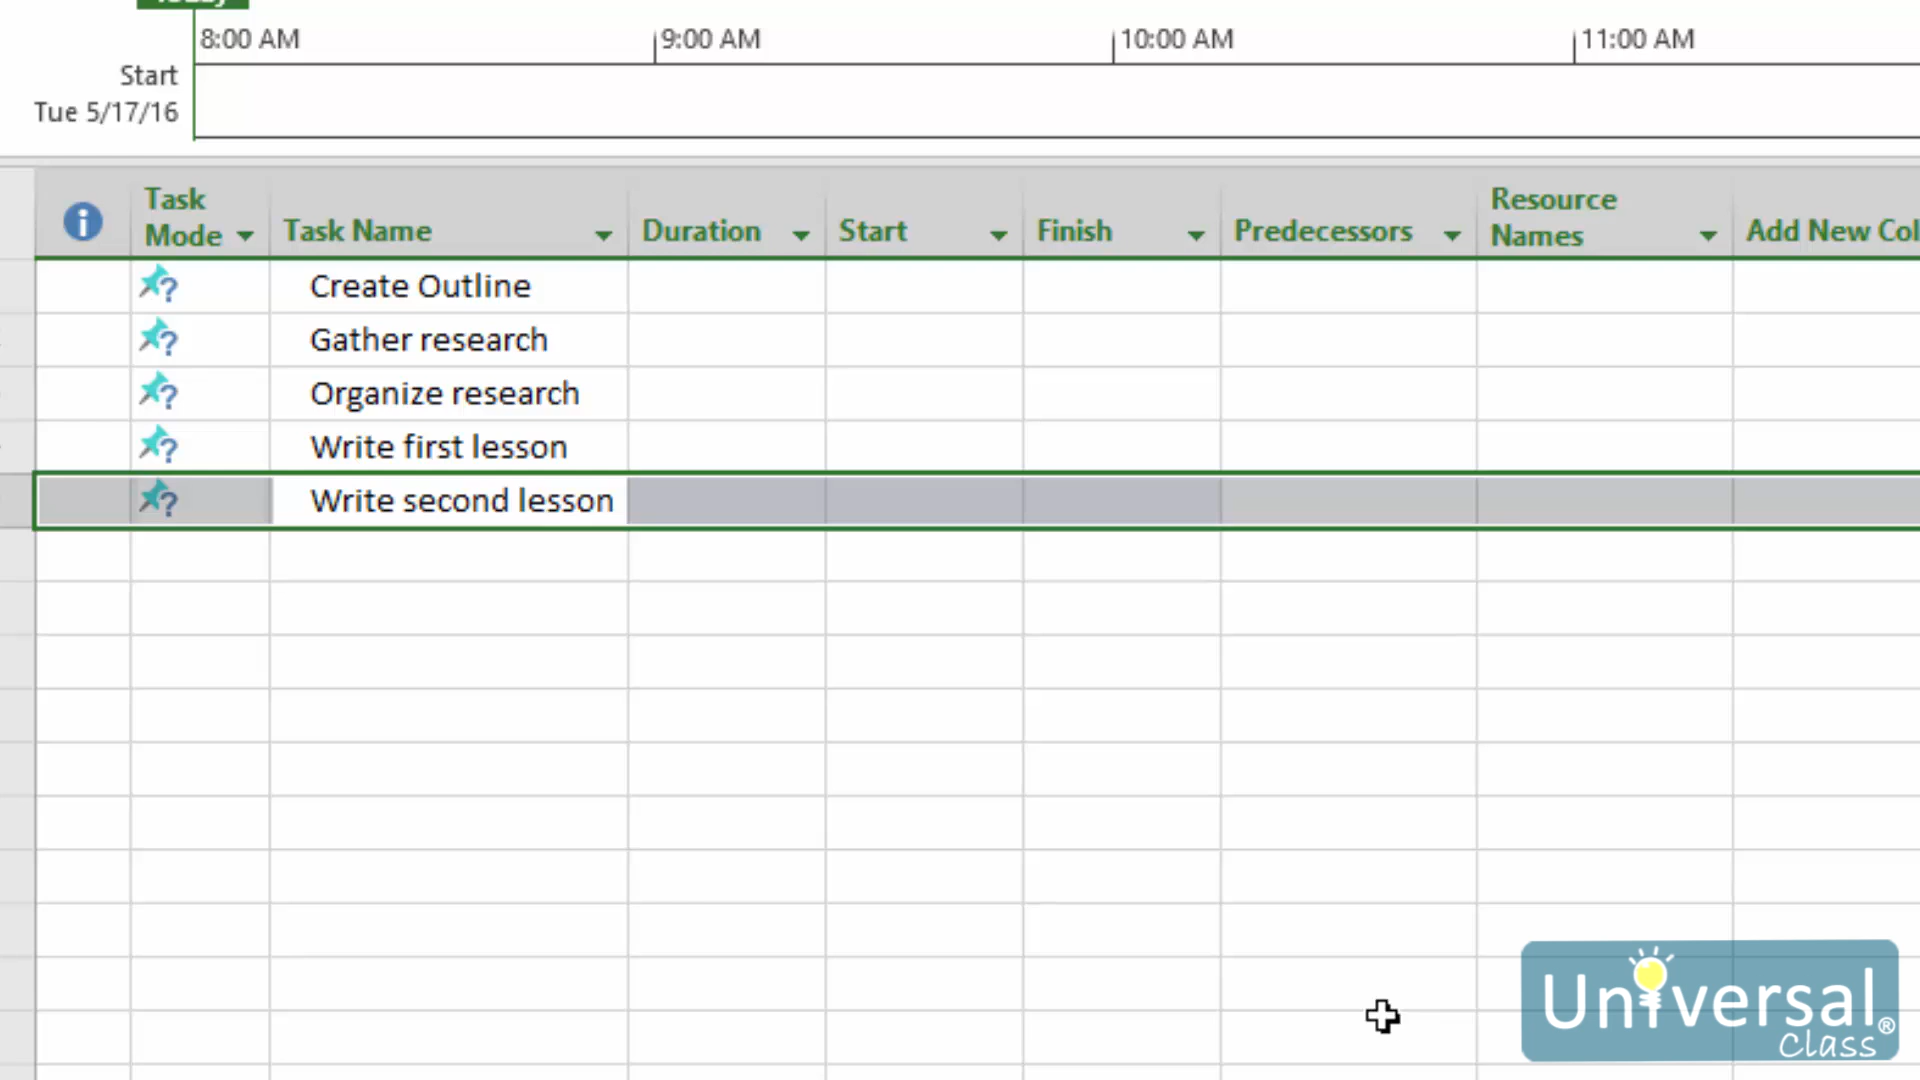 8:00 AM 9:00 AM 10:00 AM 11:00 AM
Start
Tue 5/17/16
Task Mode
Task Name
Duration
Start
Finish
Predecessors
Resource Names
Add New Col
Create Outline
Gather research
Organize research
Write first lesson
Write second lesson
Universal
Class